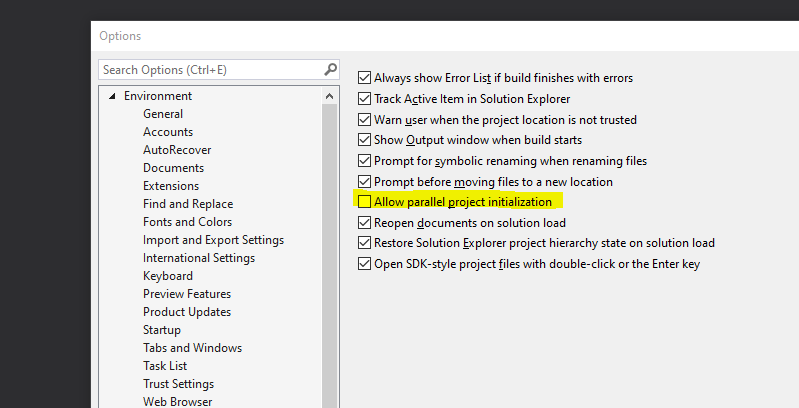 Options
Search Options (Ctrl+E)
Environment
General
Accounts
AutoRecover
Documents
Extensions
Find and Replace
Fonts and Colors
Import and Export Settings
International Settings
Keyboard
Preview Features
Product Updates
Startup
Tabs and Windows
Task List
Trust Settings
Web Browser
Always show Error List if build finishes with errors
Track Active Item in Solution Explorer
Warn user when the project location is not trusted
Show Output window when build starts
Prompt for symbolic renaming when renaming files
Prompt before moving files to a new location
Allow parallel project initialization
Reopen documents on solution load
Restore Solution Explorer project hierarchy state on solution load
Open SDK-style project files with double-click or the Enter key